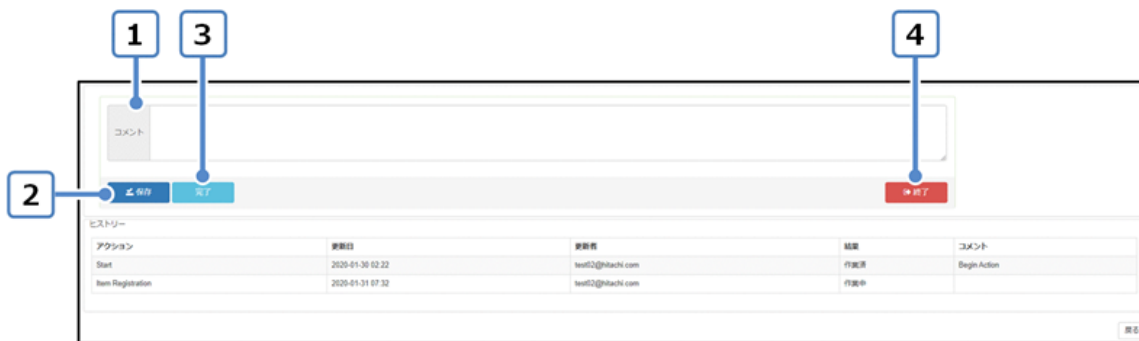 1 3 4
コメント
2
保存 完了 終了
ヒストリー
アクション 更新日 更新者 結果 コメント
Start 2020-01-30 02:22 test02@hitachi.com 作業済 Begin Action
Item Registration 2020-01-31 07:32 test02@hitachi.com 作業中
戻る